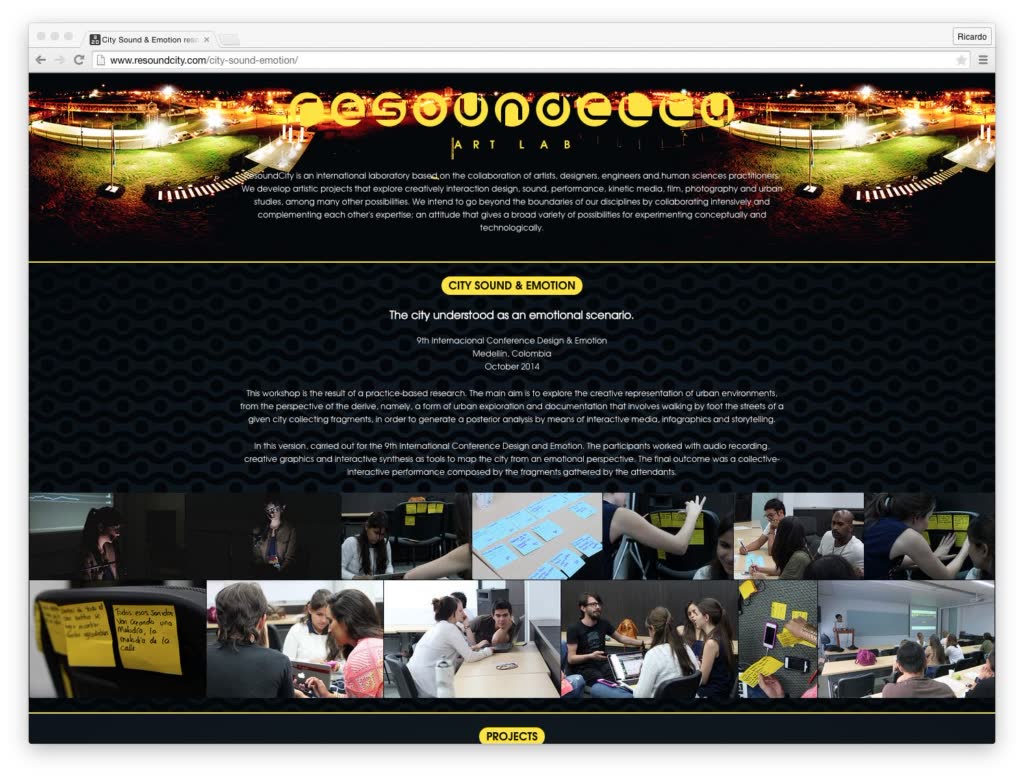 City Sound & Emotion reso
Ricardo
www.resoundcity.com/city-sound-emotion/
resoundcity
ART LAB
ResoundCity is an international laboratory based on the collaboration of artists, designers, engineers and human sciences practitioners.
We develop artistic projects that explore creatively interaction design, sound, performance, kinetic media, film, photography and urban
studies, among many other possibilities. We intend to go beyond the boundaries of our disciplines by collaborating intensively and
complementing each other's expertise; an attitude that gives a broad variety of possibilities for experimenting conceptually and
technologically.
CITY SOUND & EMOTION
The city understood as an emotional scenario.
9th Internacional Conference Design & Emotion
Medellín, Colombia
October 2014
This workshop is the result of a practice-based research. The main aim is to explore the creative representation of urban environments,
from the perspective of the derive, namely, a form of urban exploration and documentation that involves walking by foot the streets of a
given city collecting fragments, in order to generate a posterior analysis by means of interactive media, infographics and storytelling.
In this version, carried out for the 9th International Conference Design and Emotion. The participants worked with audio recording,
creative graphics and interactive synthesis as tools to map the city from an emotional perspective. The final outcome was a collective-
interactive performance composed by the fragments gathered by the attendants.
Todos esos sonidos
van creando una
melodía, la
melodía de la
calle
PROJECTS